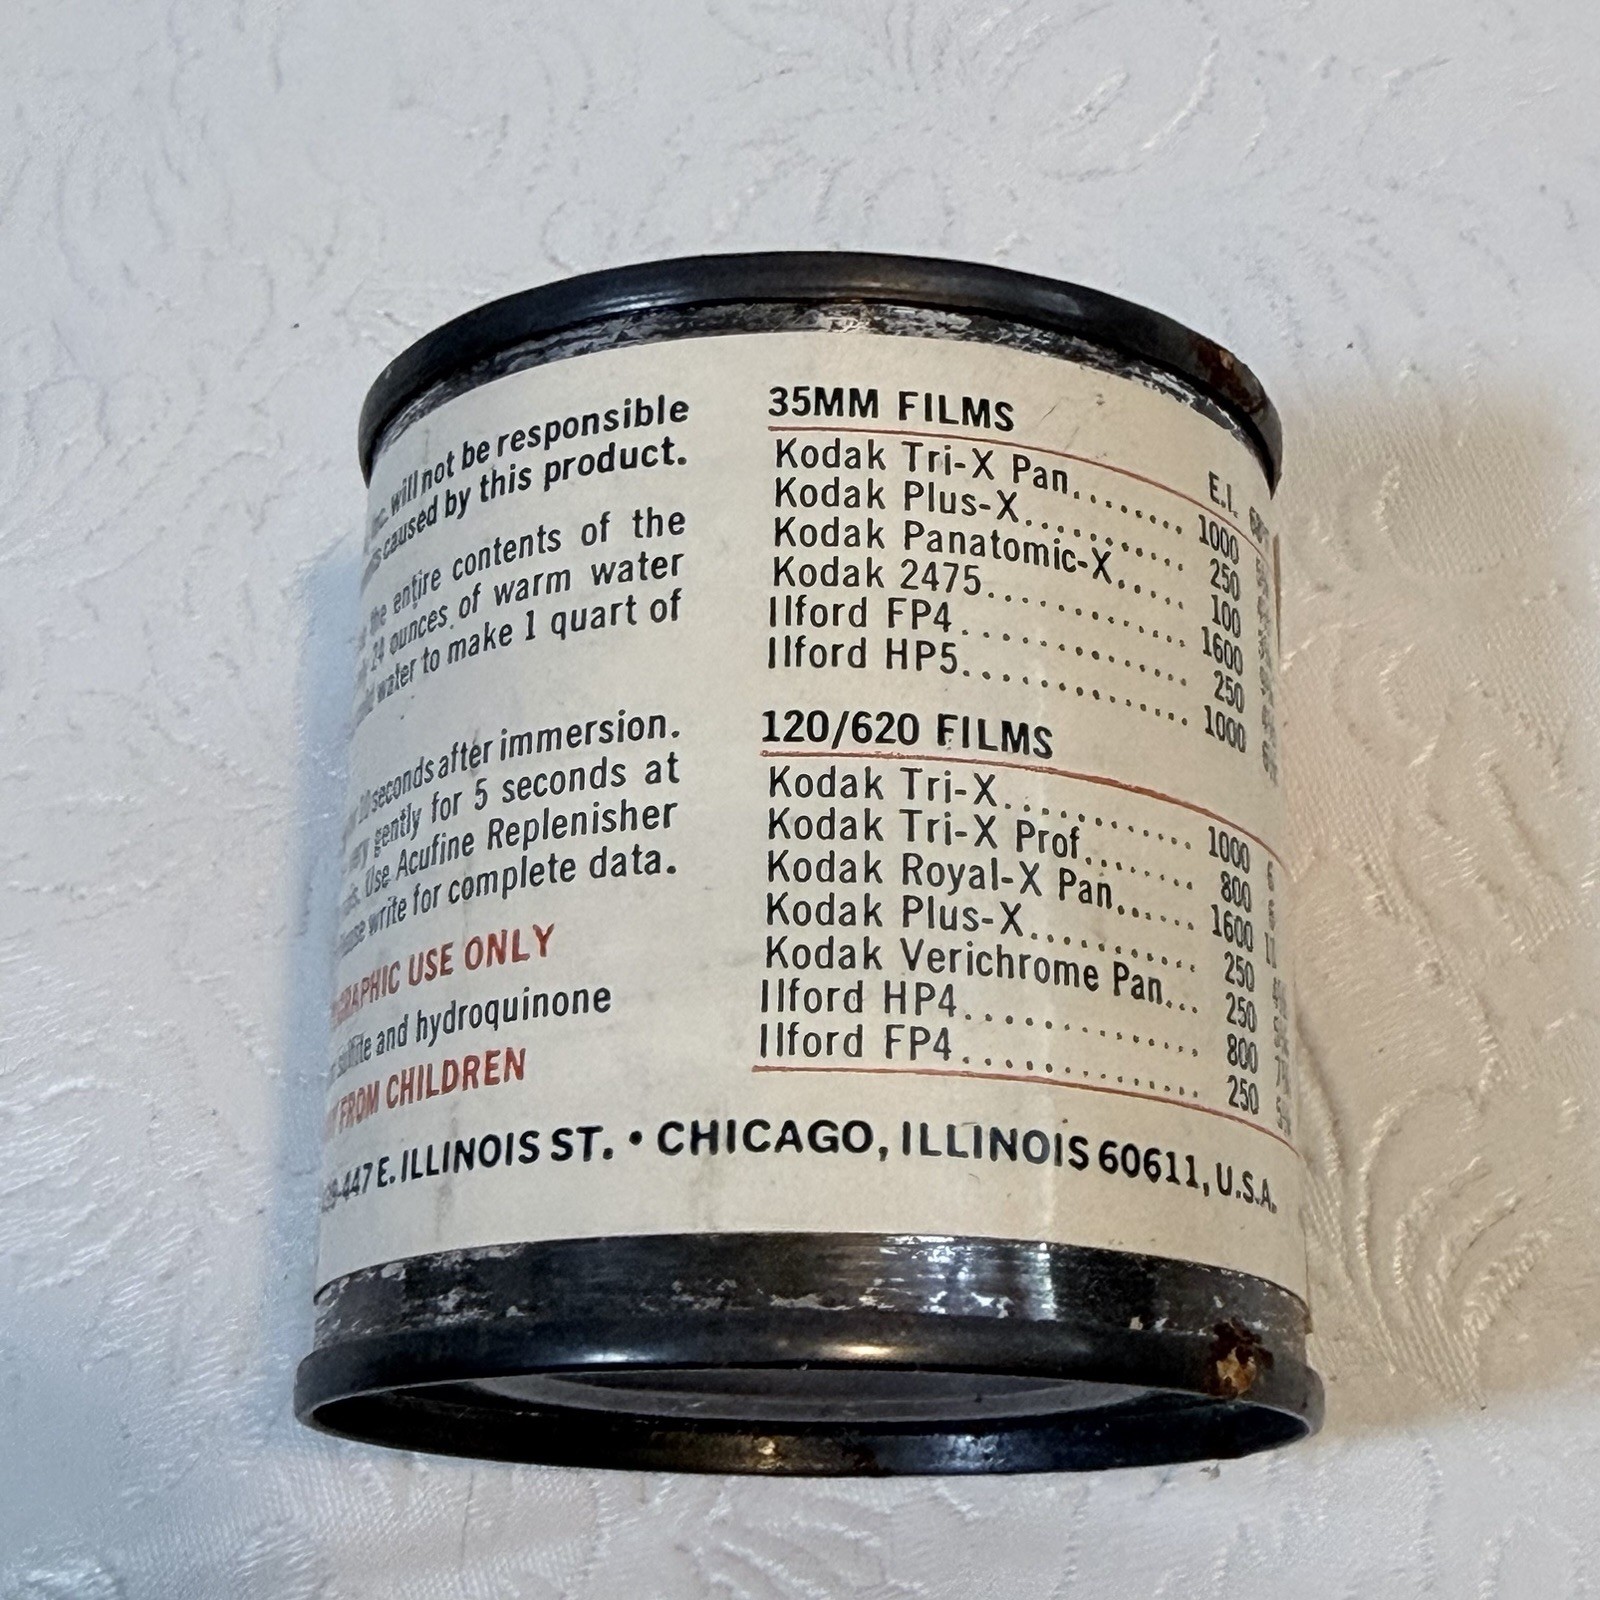 will not be responsible
caused by this product.
the entire contents of the
24 ounces of warm water
water to make 1 quart of
seconds after immersion.
very gently for 5 seconds at
Use Acufine Replenisher
write for complete data.
USE ONLY
sulfite and hydroquinone
FROM CHILDREN
35MM FILMS
E.I.
Kodak Tri-X Pan........ 1000
Kodak Plus-X........... 250
Kodak Panatomic-X..... 100
Kodak 2475............. 1600
Ilford FP4.............. 250
Ilford HP5.............. 1000
120/620 FILMS
Kodak Tri-X............ 1000
Kodak Tri-X Prof........ 800
Kodak Royal-X Pan...... 1600
Kodak Plus-X........... 250
Kodak Verichrome Pan... 250
Ilford HP4.............. 800
Ilford FP4.............. 250
447 E. ILLINOIS ST. • CHICAGO, ILLINOIS 60611, U.S.A.